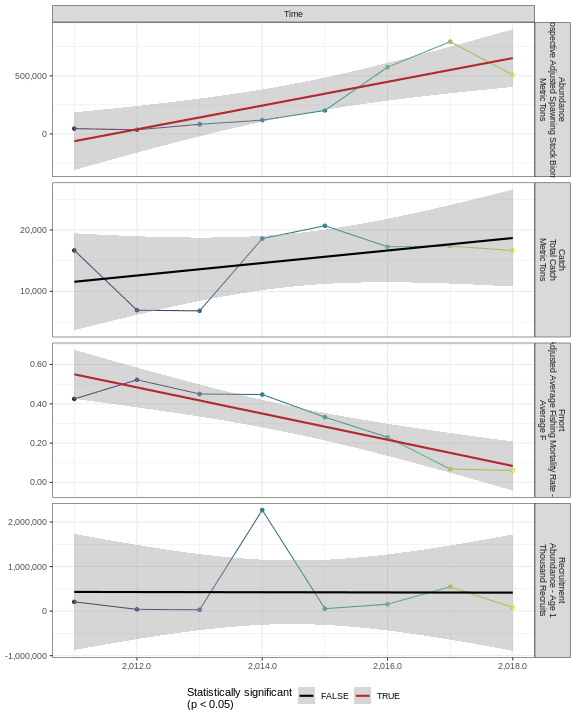 Time
500,000
0
Abundance
Adjusted Spawning Stock
Metric Tons
20,000
10,000
Catch
Total Catch
Metric Tons
0.60
0.40
0.20
0.00
Fmort
Average Fishing Mortality Rate -
Average F
2,000,000
1,000,000
0
-1,000,000
Recruitment
Abundance - Age 1
Thousand Recruits
2,012.0
2,014.0
2,016.0
2,018.0
Statistically significant
(p < 0.05)
FALSE
TRUE